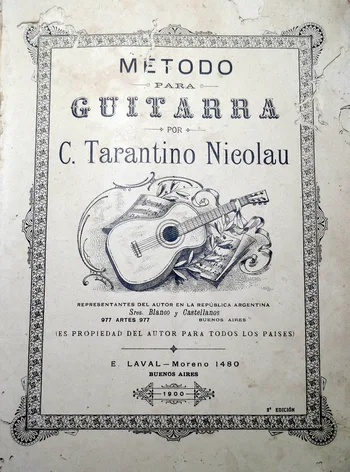 MÉTODO
PARA
GUITARRA
POR
C. Tarantino Nicolau
REPRESENTANTES DEL AUTOR EN LA REPÚBLICA ARGENTINA
Sres. Blanco y Castellanos
977 ARTES 977 BUENOS AIRES
(ES PROPIEDAD DEL AUTOR PARA TODOS LOS PAISES)
E. LAVAL—Moreno 1480
BUENOS AIRES
1900
2ª EDICIÓN